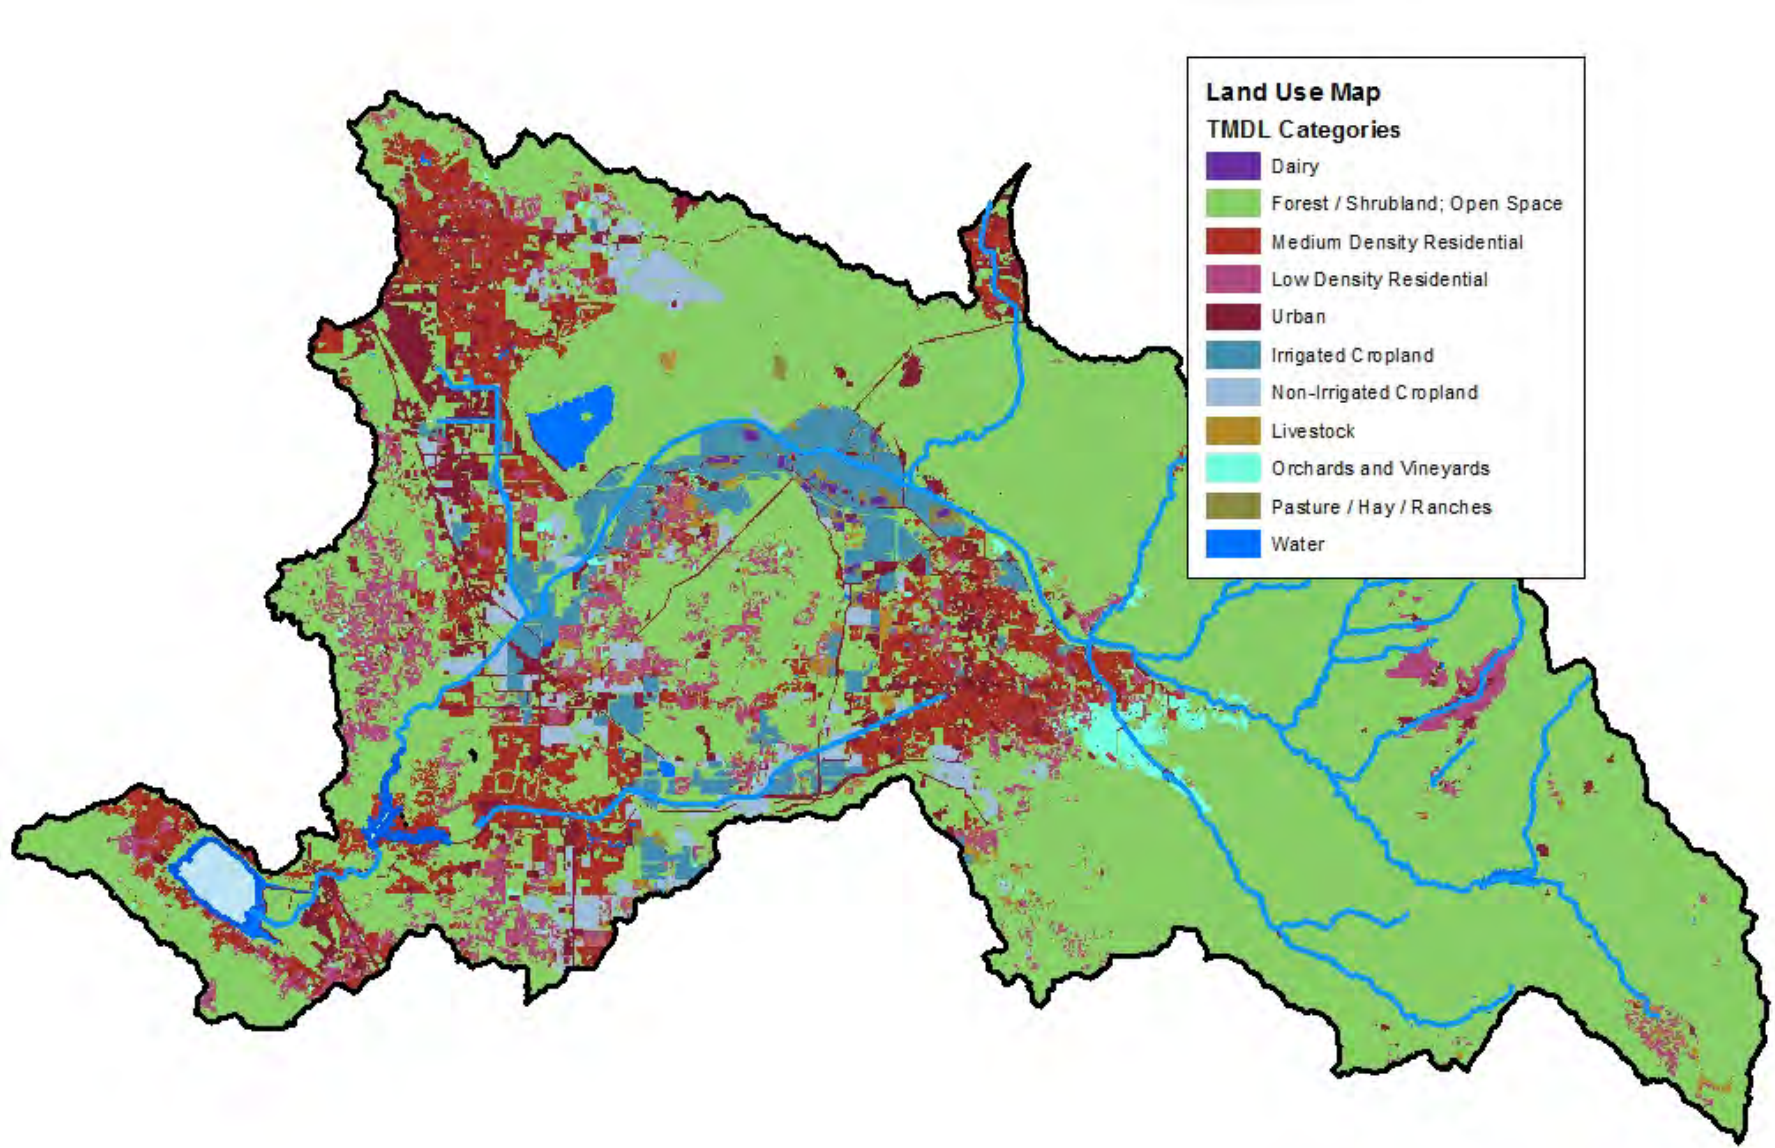 Land Use Map
TMDL Categories
Dairy
Forest / Shrubland; Open Space
Medium Density Residential
Low Density Residential
Urban
Irrigated Cropland
Non-Irrigated Cropland
Livestock
Orchards and Vineyards
Pasture / Hay / Ranches
Water